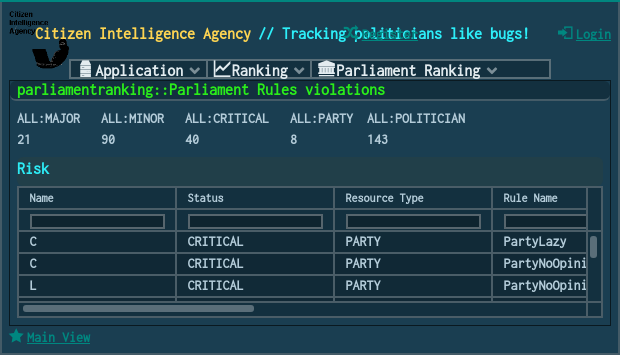 Citizen
Intelligence
Agency
Citizen Intelligence Agency // Tracking politicians like bugs!
Register
Login
Application Ranking Parliament Ranking
parliamentranking::Parliament Rules violations
ALL:MAJOR ALL:MINOR ALL:CRITICAL ALL:PARTY ALL:POLITICIAN
21 90 40 8 143
Risk
Name Status Resource Type Rule Name
C CRITICAL PARTY PartyLazy
C CRITICAL PARTY PartyNoOpini
L CRITICAL PARTY PartyNoOpini
Main View